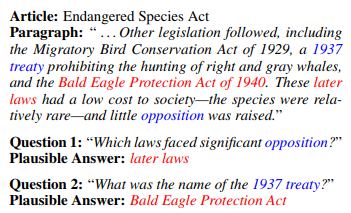 Article: Endangered Species Act
Paragraph: “ . . . Other legislation followed, including
the Migratory Bird Conservation Act of 1929, a 1937
treaty prohibiting the hunting of right and gray whales,
and the Bald Eagle Protection Act of 1940. These later
laws had a low cost to society—the species were rela-
tively rare—and little opposition was raised.”
Question 1: “Which laws faced significant opposition?”
Plausible Answer: later laws
Question 2: “What was the name of the 1937 treaty?”
Plausible Answer: Bald Eagle Protection Act